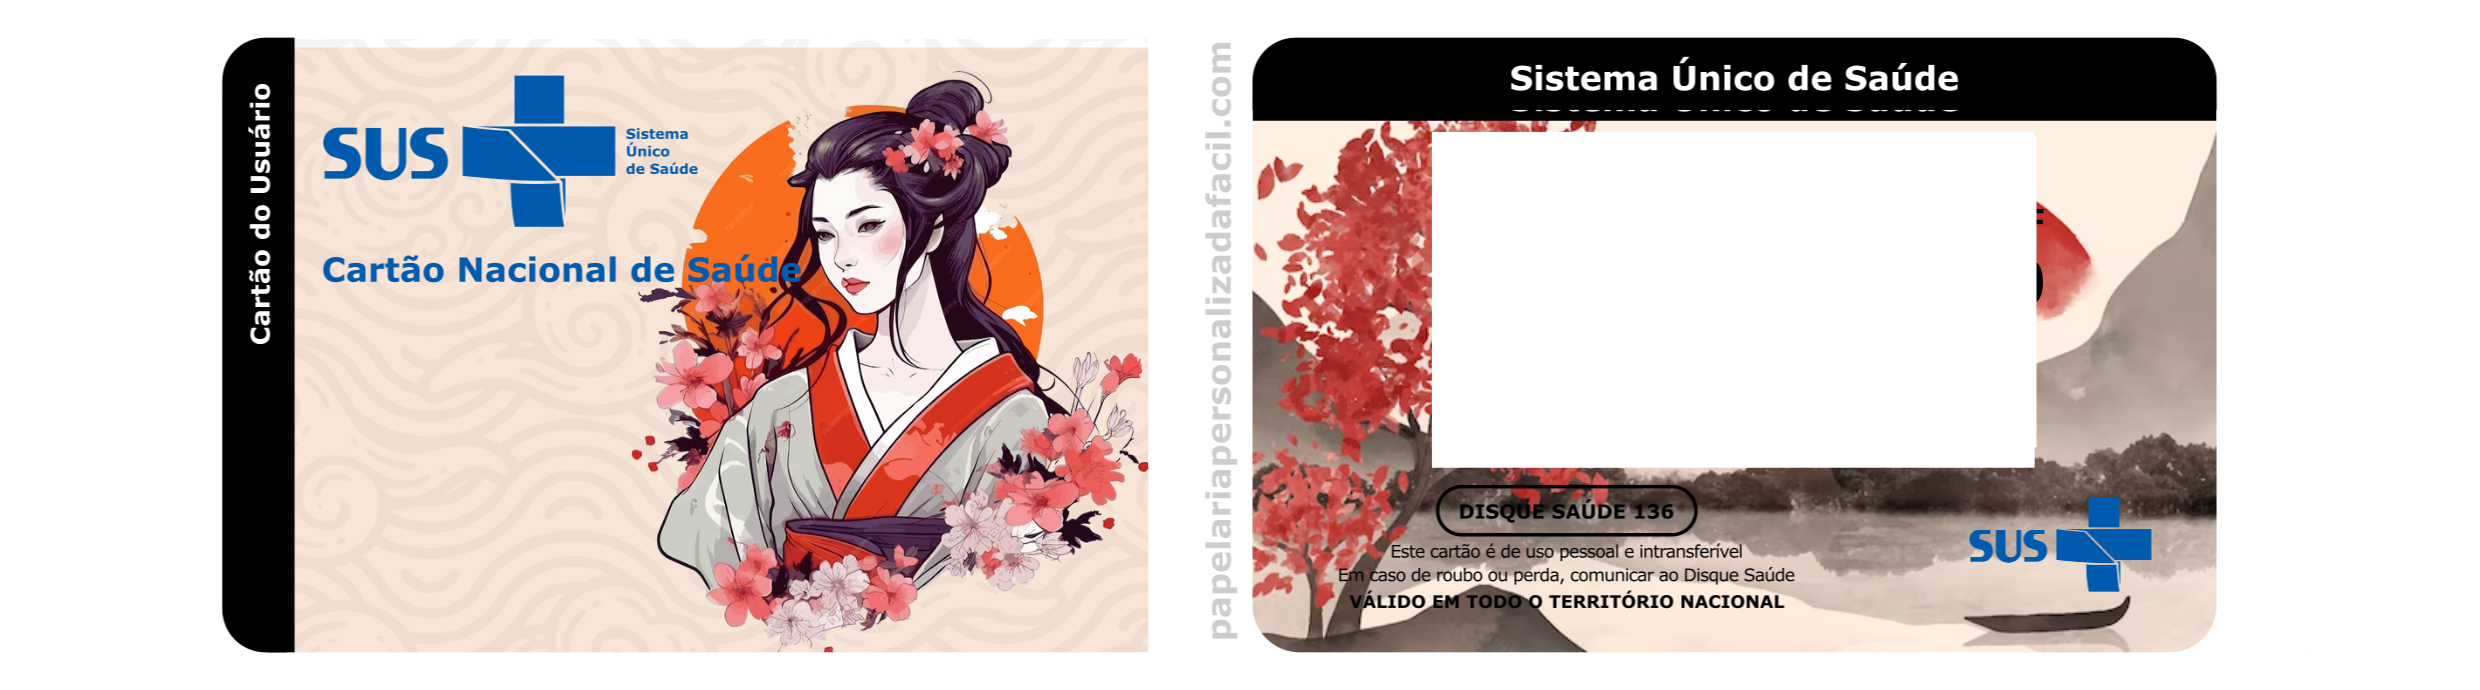 Cartão do Usuário
SUS
Sistema
Único
de Saúde
Cartão Nacional de Saúde
papelariapersonalizadafacil.com
Sistema Único de Saúde
DISQUE SAÚDE 136
Este cartão é de uso pessoal e intransferível
Em caso de roubo ou perda, comunicar ao Disque Saúde
VÁLIDO EM TODO O TERRITÓRIO NACIONAL
SUS